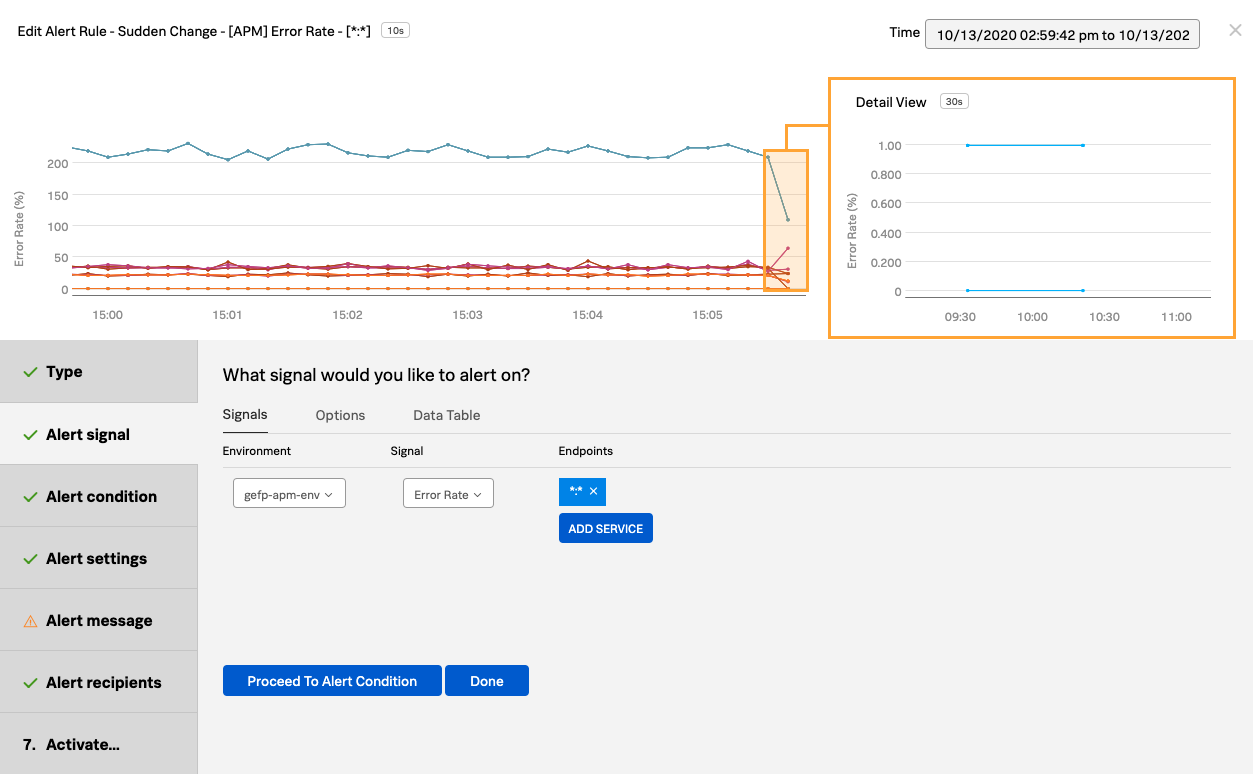 Edit Alert Rule - Sudden Change - [APM] Error Rate - [*:*] 10s
Time 10/13/2020 02:59:42 pm to 10/13/202
Detail View 30s
Error Rate (%)
200
150
100
50
0
15:00 15:01 15:02 15:03 15:04 15:05
Error Rate (%)
1.00
0.800
0.600
0.400
0.200
0
09:30 10:00 10:30 11:00
Type
Alert signal
Alert condition
Alert settings
Alert message
Alert recipients
7. Activate...
What signal would you like to alert on?
Signals Options Data Table
Environment Signal Endpoints
gefp-apm-env Error Rate *:* ×
ADD SERVICE
Proceed To Alert Condition Done